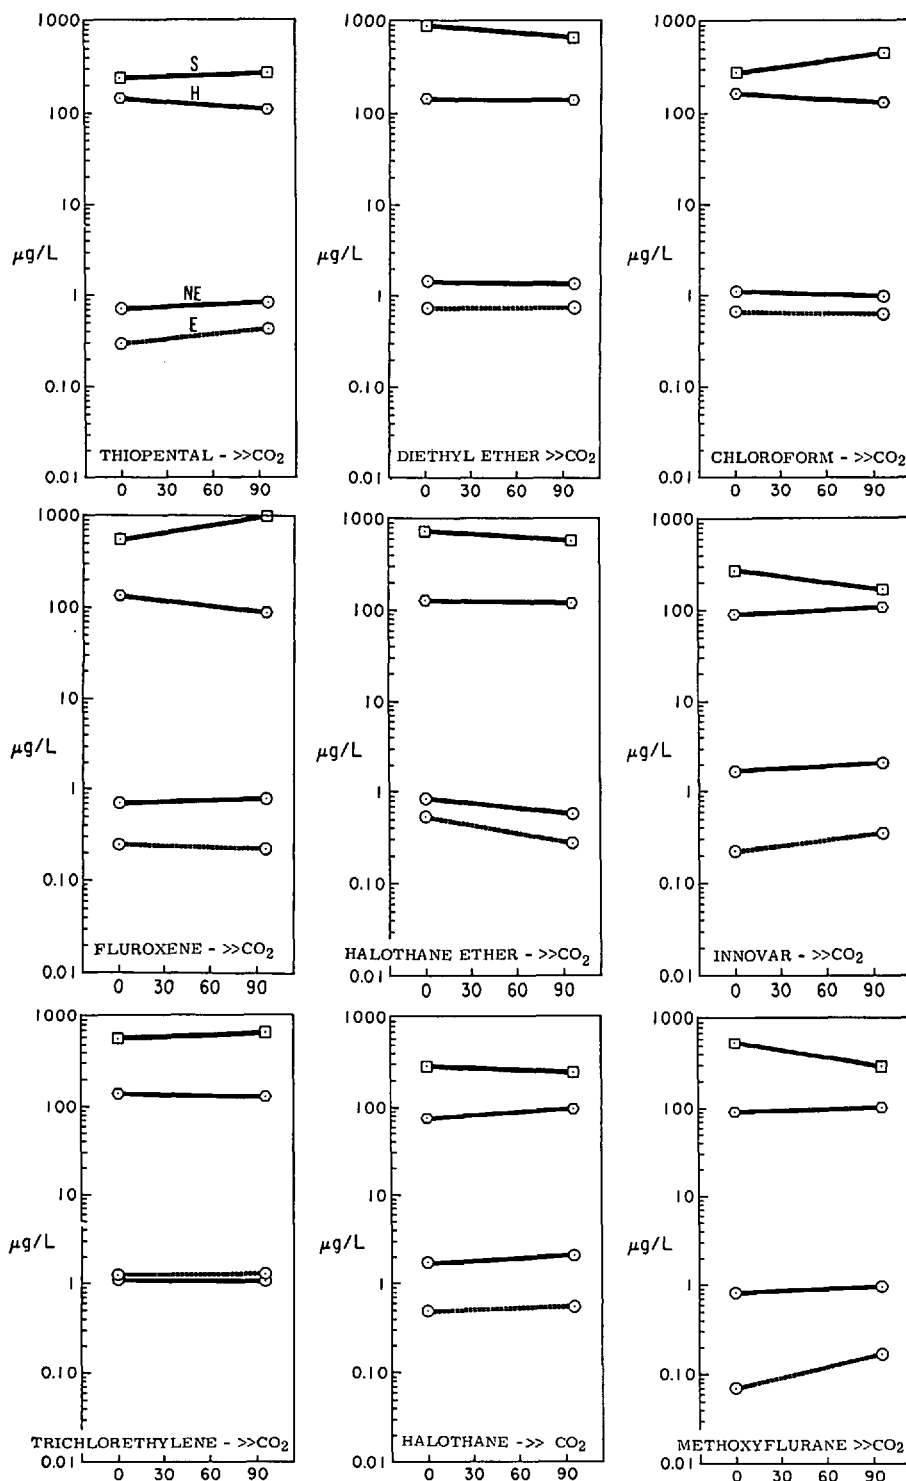 1000
100
10
μg/L
1
0.10
0.01
S
H
NE
E
THIOPENTAL - >>CO2
0 30 60 90
1000
100
10
μg/L
1
0.10
0.01
DIETHYL ETHER >>CO2
0 30 60 90
1000
100
10
μg/L
1
0.10
0.01
CHLOROFORM - >>CO2
0 30 60 90
1000
100
10
μg/L
1
0.10
0.01
FLUROXENE - >>CO2
0 30 60 90
1000
100
10
μg/L
1
0.10
0.01
HALOTHANE ETHER - >>CO2
0 30 60 90
1000
100
10
μg/L
1
0.10
0.01
INNOVAR - >>CO2
0 30 60 90
1000
100
10
μg/L
1
0.10
0.01
TRICHLORETHYLENE - >>CO2
0 30 60 90
1000
100
10
μg/L
1
0.10
0.01
HALOTHANE ->> CO2
0 30 60 90
1000
100
10
μg/L
1
0.10
0.01
METHOXYFLURANE >>CO2
0 30 60 90